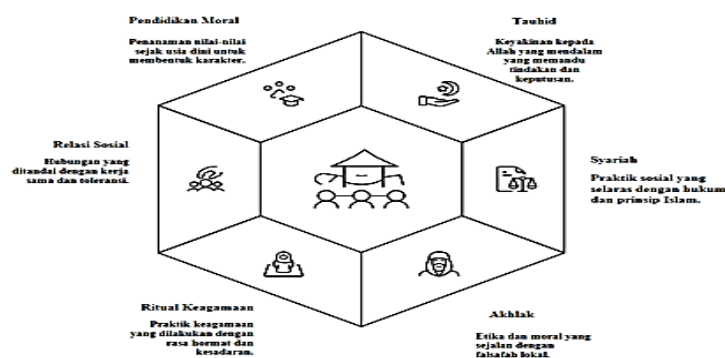 Pendidikan Moral
Penanaman nilai-nilai
sejak usia dini untuk
membentuk karakter.
Tauhid
Keyakinan kepada
Allah yang mendalam
yang memandu
tindakan dan
keputusan.
Relasi Sosial
Hubungan yang
ditandai dengan kerja
sama dan toleransi.
Syariah
Praktik sosial yang
selaras dengan hukum
dan prinsip Islam.
Ritual Keagamaan
Praktik keagamaan
yang dilakukan dengan
rasa hormat dan
kesadaran.
Akhlak
Etika dan moral yang
sejalan dengan
falsafah lokal.